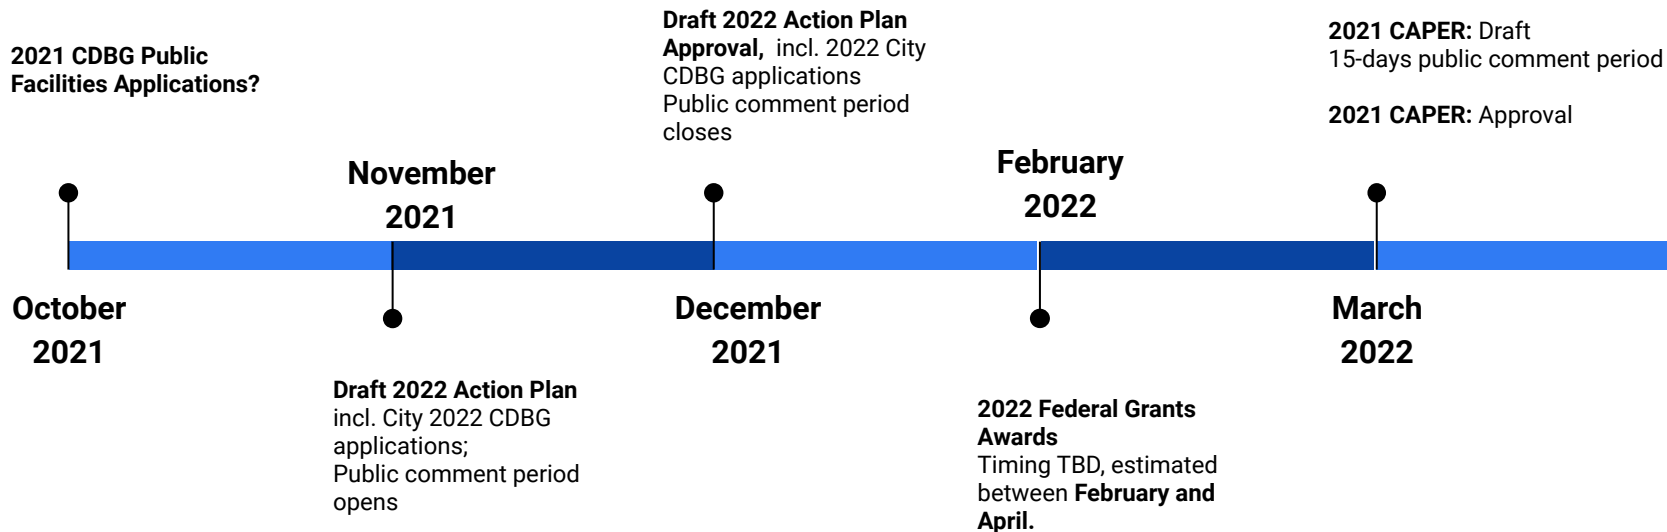 2021 CDBG Public
Facilities Applications?
October
2021
November
2021
Draft 2022 Action Plan
incl. City 2022 CDBG
applications;
Public comment period
opens
Draft 2022 Action Plan
Approval, incl. 2022 City
CDBG applications
Public comment period
closes
December
2021
February
2022
2022 Federal Grants
Awards
Timing TBD, estimated
between February and
April.
2021 CAPER: Draft
15-days public comment period
2021 CAPER: Approval
March
2022